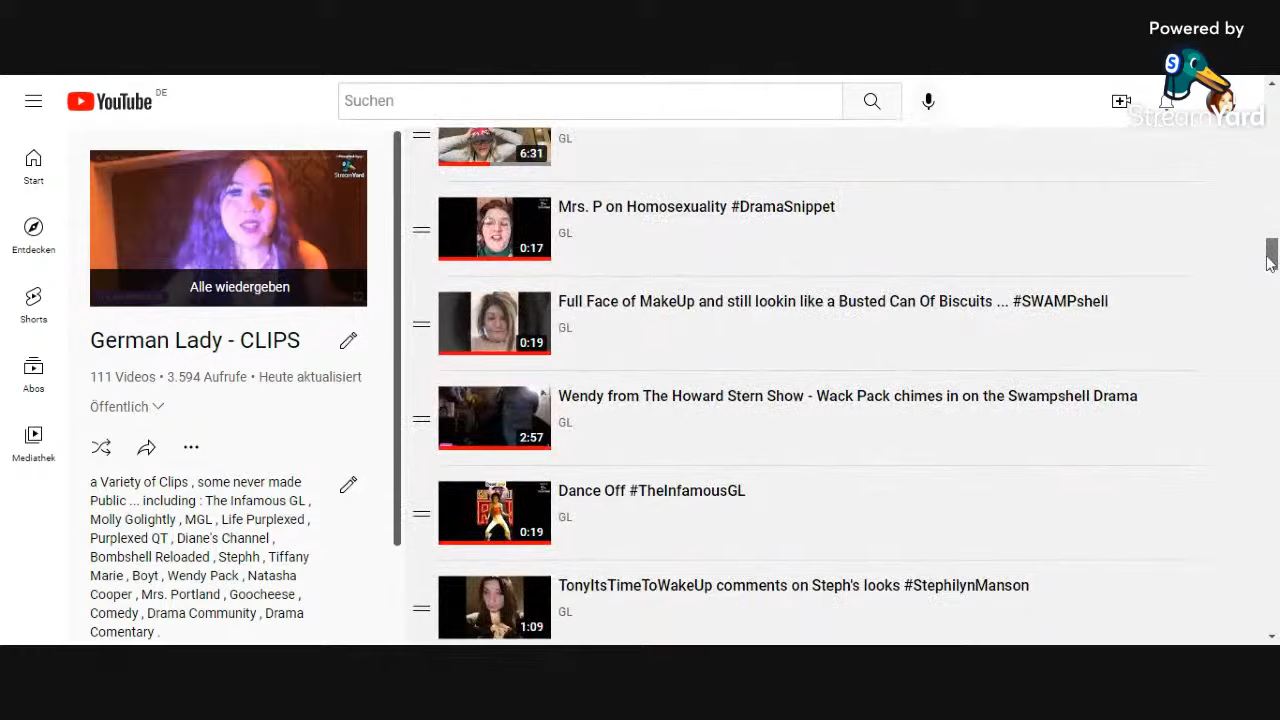 Powered by
StreamYard
YouTube DE
Suchen
Start
Entdecken
Shorts
Abos
Mediathek
StreamYard
Alle wiedergeben
German Lady - CLIPS
111 Videos • 3.594 Aufrufe • Heute aktualisiert
Öffentlich
a Variety of Clips , some never made
Public ... including : The Infamous GL ,
Molly Golightly , MGL , Life Purplexed ,
Purplexed QT , Diane's Channel ,
Bombshell Reloaded , Stephh , Tiffany
Marie , Boyt , Wendy Pack , Natasha
Cooper , Mrs. Portland , Goocheese ,
Comedy , Drama Community , Drama
Comentary .
6:31
GL
Mrs. P on Homosexuality #DramaSnippet
GL
0:17
Full Face of MakeUp and still lookin like a Busted Can Of Biscuits ... #SWAMPshell
GL
0:19
Wendy from The Howard Stern Show - Wack Pack chimes in on the Swampshell Drama
GL
2:57
Dance Off #TheInfamousGL
GL
0:19
TonyItsTimeToWakeUp comments on Steph's looks #StephilynManson
GL
1:09